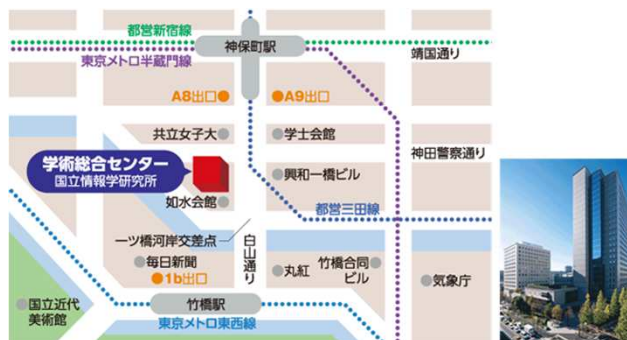 都営新宿線
神保町駅
靖国通り
東京メトロ半蔵門線
A8出口
A9出口
共立女子大
学士会館
神田警察通り
学術総合センター
国立情報学研究所
興和一橋ビル
如水会館
都営三田線
一ツ橋河岸交差点
白山通り
毎日新聞
1b出口
丸紅
竹橋合同
ビル
気象庁
国立近代
美術館
竹橋駅
東京メトロ東西線